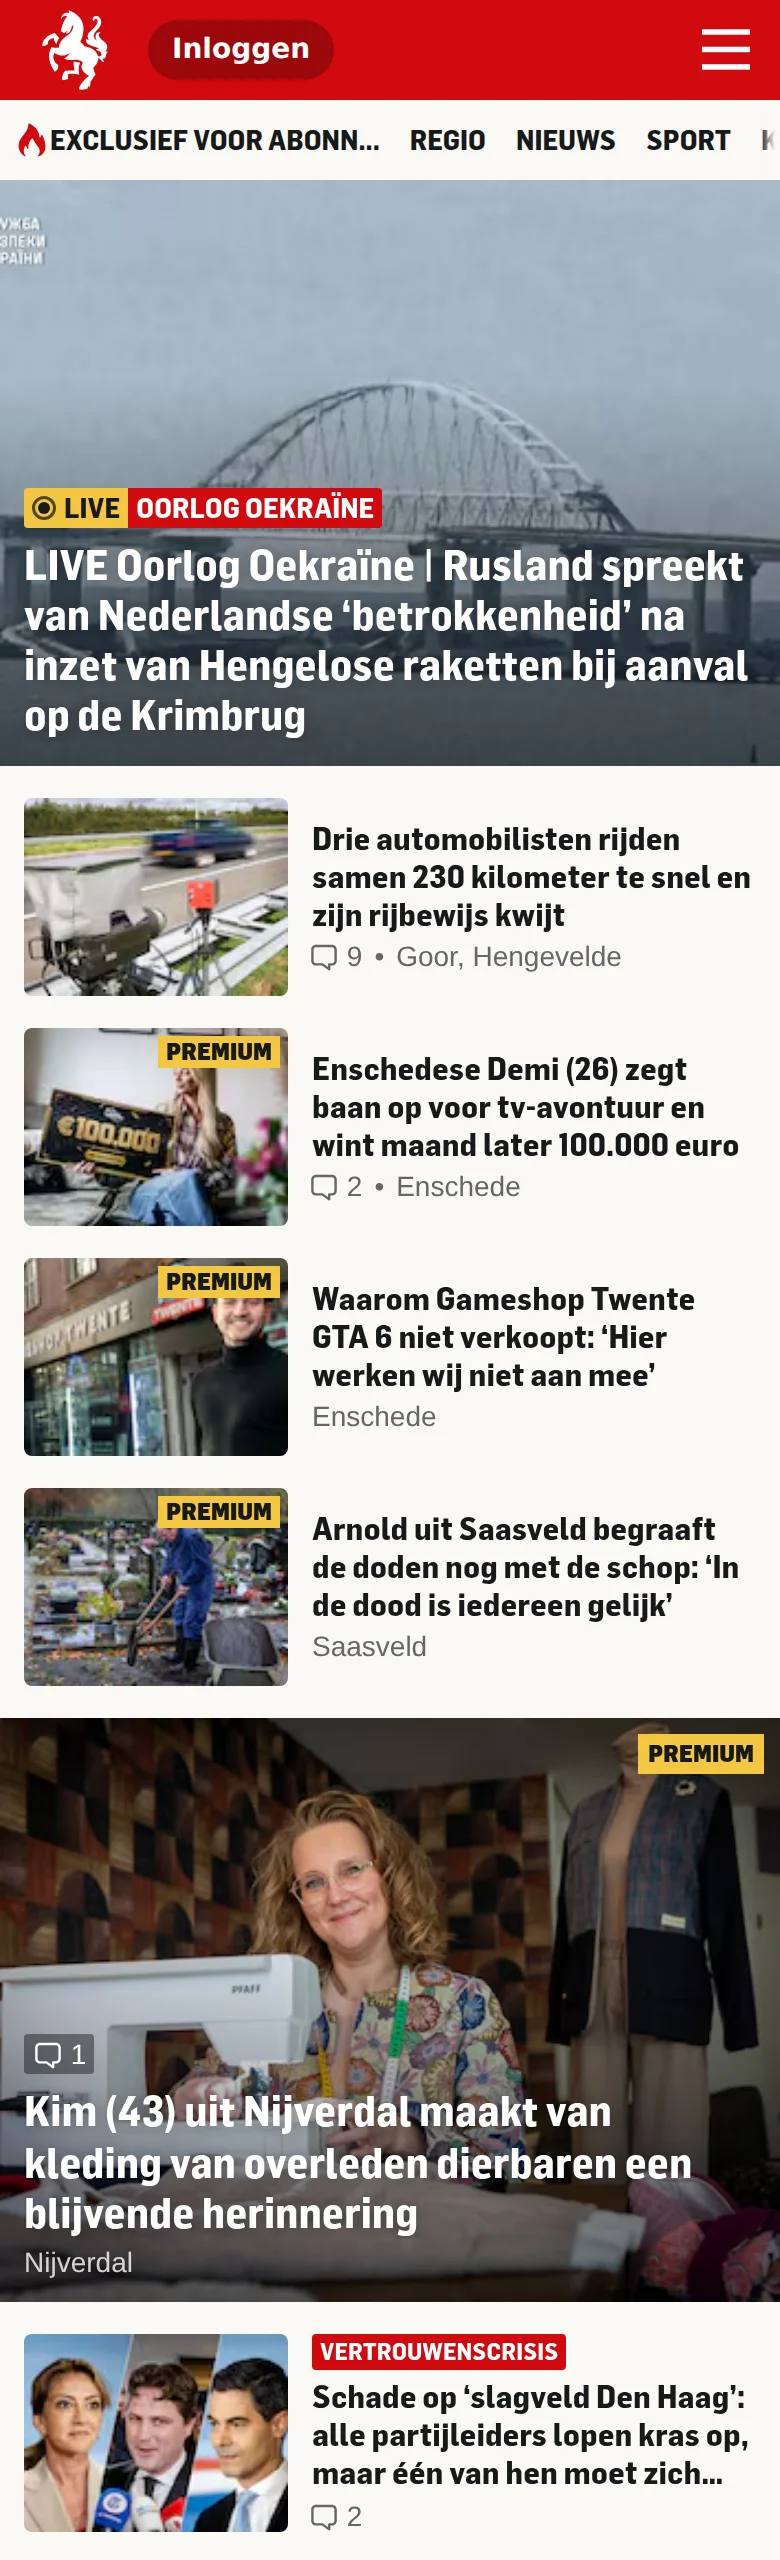 Inloggen
EXCLUSIEF VOOR ABONN... REGIO NIEUWS SPORT
УЖБА
ЗПЕКИ
РАЇНИ
LIVE OORLOG OEKRAÏNE
LIVE Oorlog Oekraïne | Rusland spreekt
van Nederlandse ‘betrokkenheid’ na
inzet van Hengelose raketten bij aanval
op de Krimbrug
Drie automobilisten rijden
samen 230 kilometer te snel en
zijn rijbewijs kwijt
9 • Goor, Hengevelde
PREMIUM
€100.000
Enschedese Demi (26) zegt
baan op voor tv-avontuur en
wint maand later 100.000 euro
2 • Enschede
PREMIUM
TWENTE
TWENTE
Waarom Gameshop Twente
GTA 6 niet verkoopt: ‘Hier
werken wij niet aan mee’
Enschede
PREMIUM
Arnold uit Saasveld begraaft
de doden nog met de schop: ‘In
de dood is iedereen gelijk’
Saasveld
PREMIUM
PFAFF
1
Kim (43) uit Nijverdal maakt van
kleding van overleden dierbaren een
blijvende herinnering
Nijverdal
VERTROUWENSCRISIS
Schade op ‘slagveld Den Haag’:
alle partijleiders lopen kras op,
maar één van hen moet zich...
2